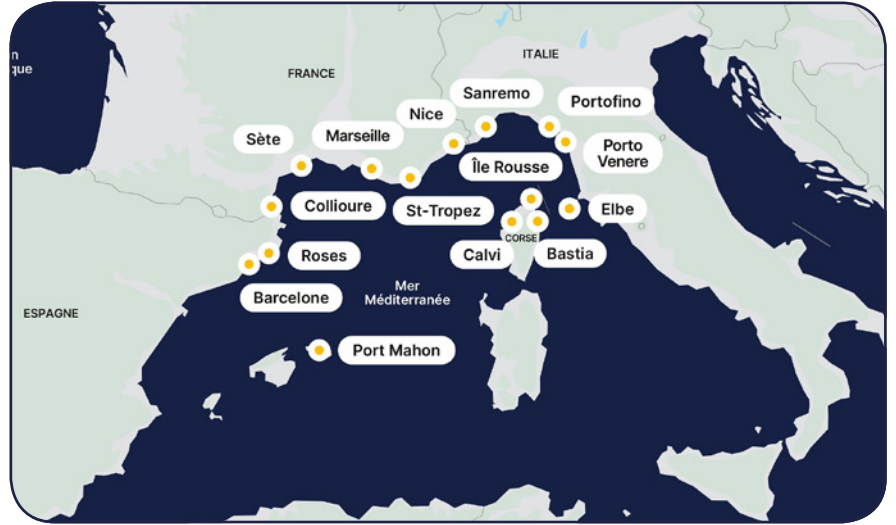 n
que
ITALIE
FRANCE
Sanremo
Portofino
Nice
Marseille
Sète
Porto
Venere
Île Rousse
Collioure
St-Tropez
Elbe
CORSE
Roses
Calvi
Bastia
Mer
Méditerranée
Barcelone
ESPAGNE
Port Mahon